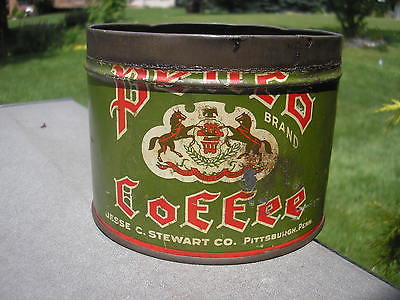 BRAND
Coffee
JESSE C. STEWART CO. PITTSBURGH, PENN.